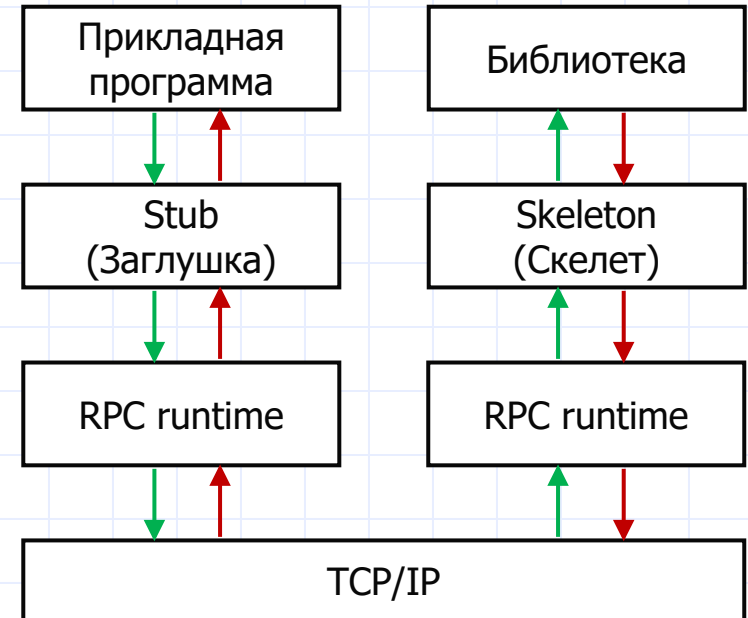 Прикладная
программа
Библиотека
Stub
(Заглушка)
Skeleton
(Скелет)
RPC runtime
RPC runtime
TCP/IP